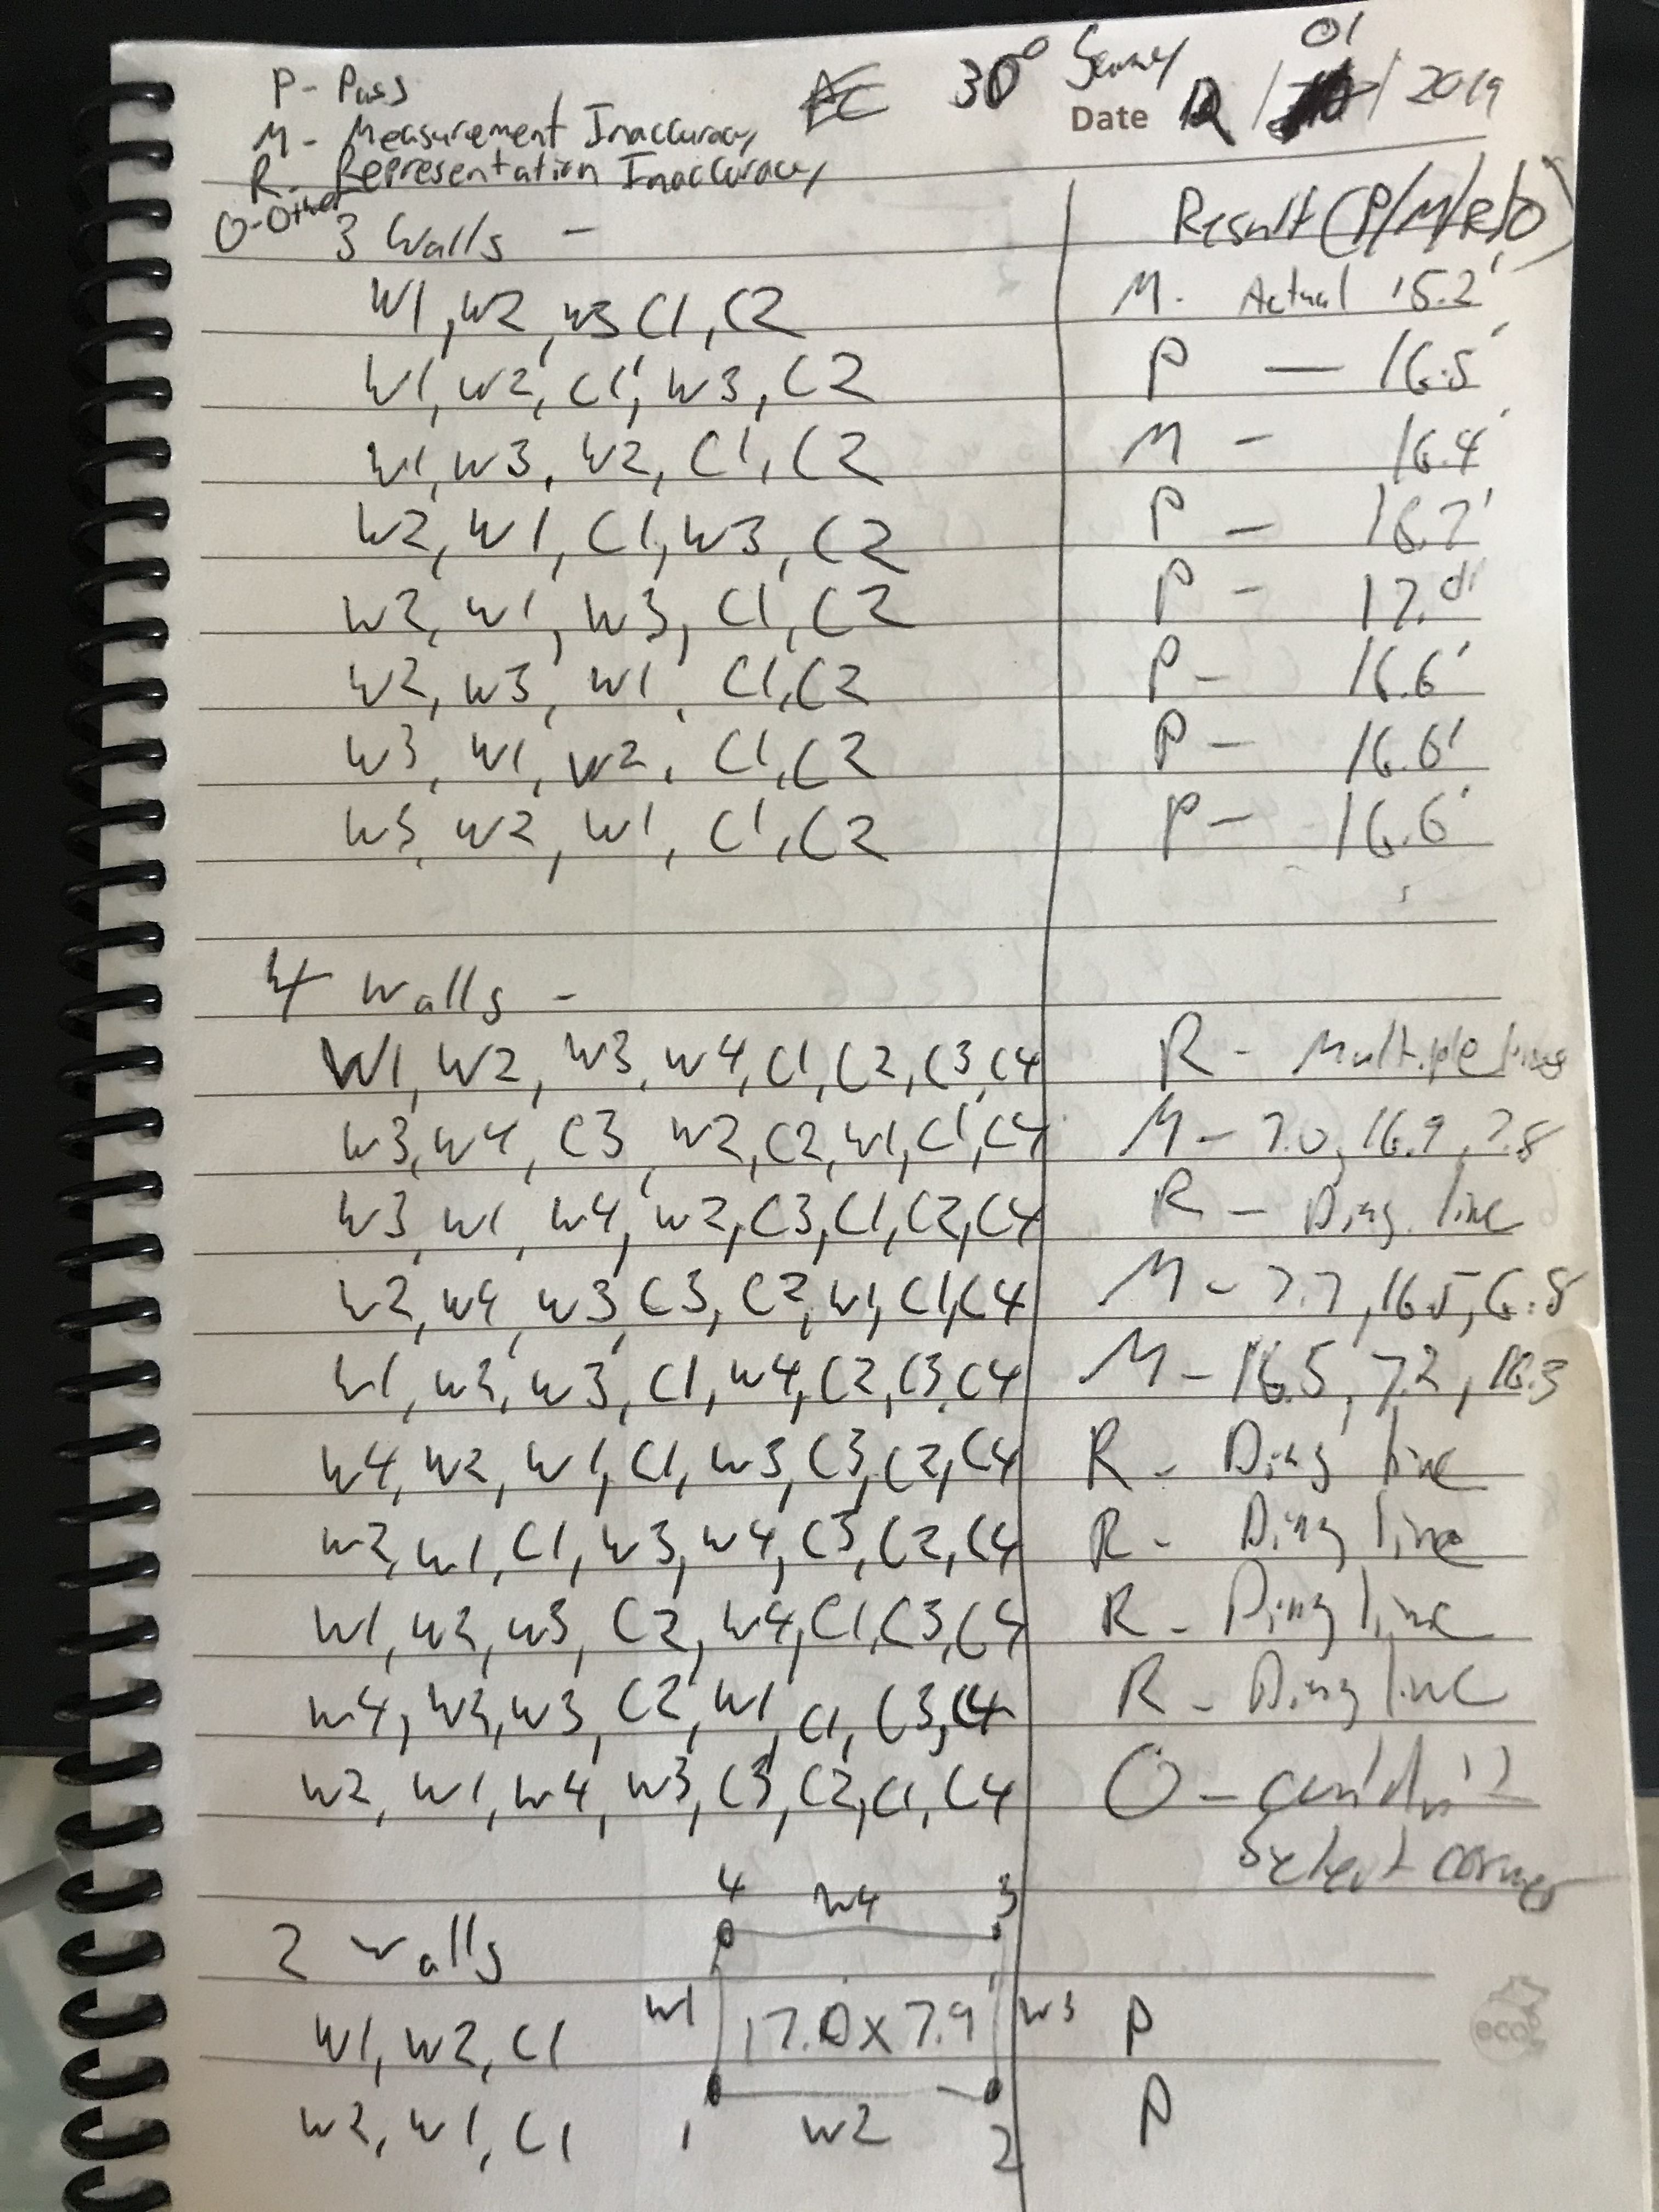 P- Pass
30° Survey
01
M- Measurement Inaccuracy
Date / / 2019
R- Representation Inaccuracy
O-Other
3 Walls -
Result (P/M/R/O)
W1, W2, W3 C1, C2 M- Actual 15.2'
W1, W2, C1, W3, C2 P — 16.5'
W1, W3, W2, C1, C2 M - 16.4'
W2, W1, C1, W3, C2 P - 16.7'
W2, W1, W3, C1, C2 P - 17.0'
W2, W3, W1, C1, C2 P - 16.6'
W3, W1, W2, C1, C2 P - 16.6'
W3, W2, W1, C1, C2 P - 16.6'
4 Walls -
W1, W2, W3, W4, C1, C2, C3, C4 R - Multiple lines
W3, W4, C3, W2, C2, W1, C1, C4 M - 7.0, 16.9, 7.8
W3, W1, W4, W2, C3, C1, C2, C4 R - Diag. line
W2, W4, W3, C3, C2, W1, C1, C4 M - 7.7, 16.5, 6.8
W1, W2, W3, C1, W4, C2, C3, C4 M - 16.5, 7.2, 16.3
W4, W2, W1, C1, W3, C3, C2, C4 R - Diag line
W2, W1, C1, W3, W4, C3, C2, C4 R - Diag line
W1, W2, W3, C2, W4, C1, C3, C4 R - Diag line
W4, W2, W3, C2, W1, C1, C3, C4 R - Diag line
W2, W1, W4, W3, C3, C2, C1, C4 O - couldn't
select corner
4 W4 3
2 Walls
W1, W2, C1 W1 17.0 x 7.9' W3 P
W2, W1, C1 1 W2 2 P
eco